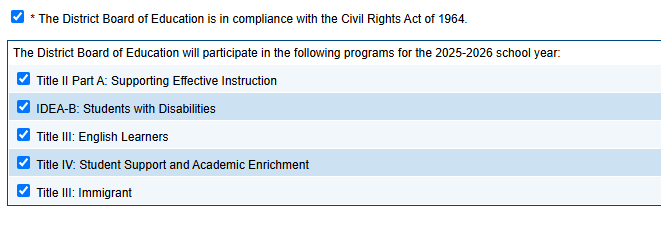 * The District Board of Education is in compliance with the Civil Rights Act of 1964.
The District Board of Education will participate in the following programs for the 2025-2026 school year:
Title II Part A: Supporting Effective Instruction
IDEA-B: Students with Disabilities
Title III: English Learners
Title IV: Student Support and Academic Enrichment
Title III: Immigrant